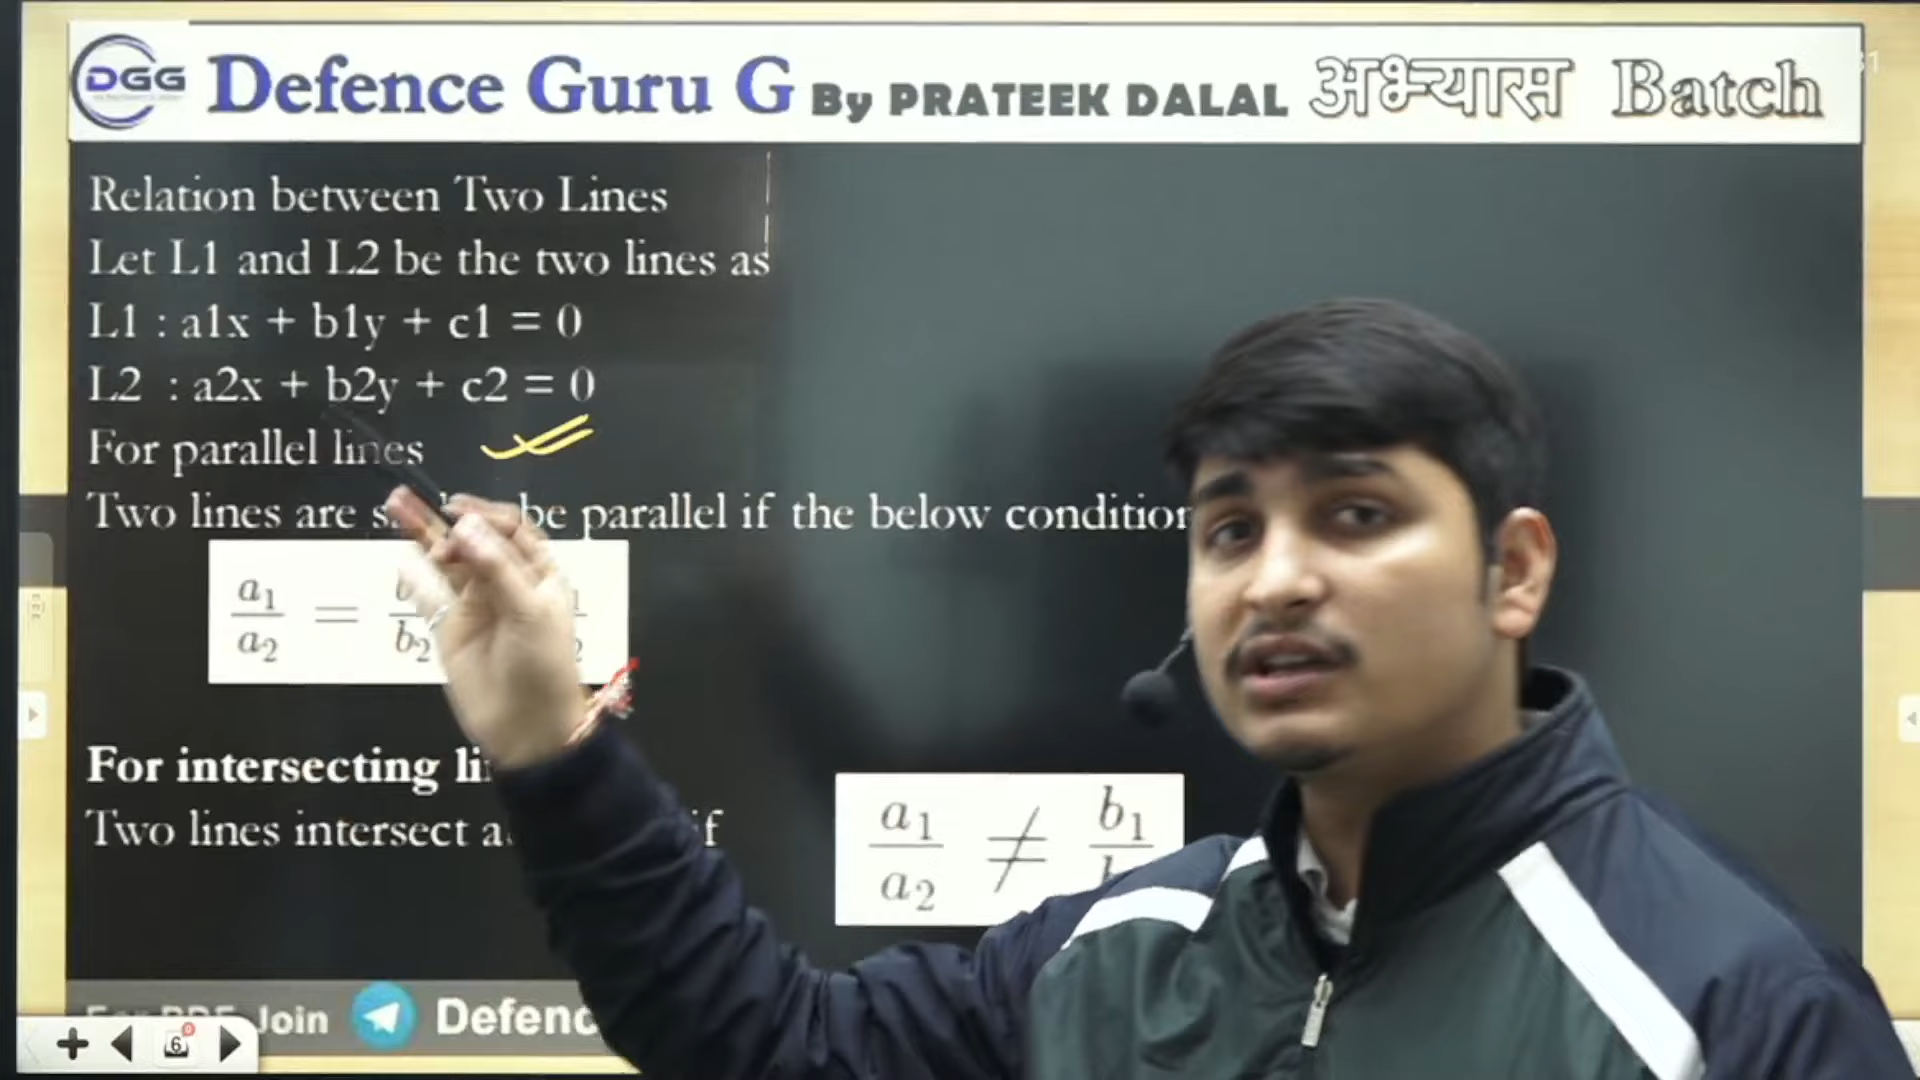 DGG Defence Guru G By PRATEEK DALAL अभ्यास Batch
Relation between Two Lines
Let L1 and L2 be the two lines as
L1 : a1x + b1y + c1 = 0
L2 : a2x + b2y + c2 = 0
For parallel lines
Two lines are be parallel if the below condition
a1/a2 = b2
For intersecting
Two lines intersect if
a1/a2 ≠ b1
Join Defenc
6